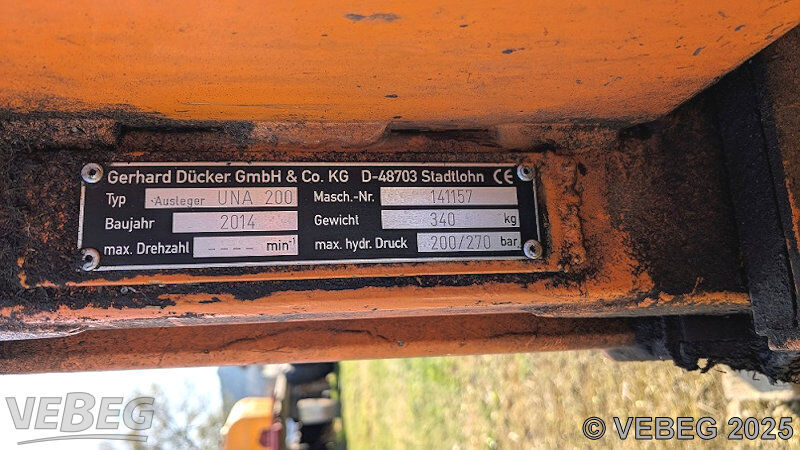 Gerhard Dücker GmbH & Co. KG D-48703 Stadtlohn CE
Typ Ausleger UNA 200 Masch.-Nr. 141157
Baujahr 2014 Gewicht 340 kg
max. Drehzahl ---- min-1 max. hydr. Druck 200/270 bar
VEBEG
© VEBEG 2025